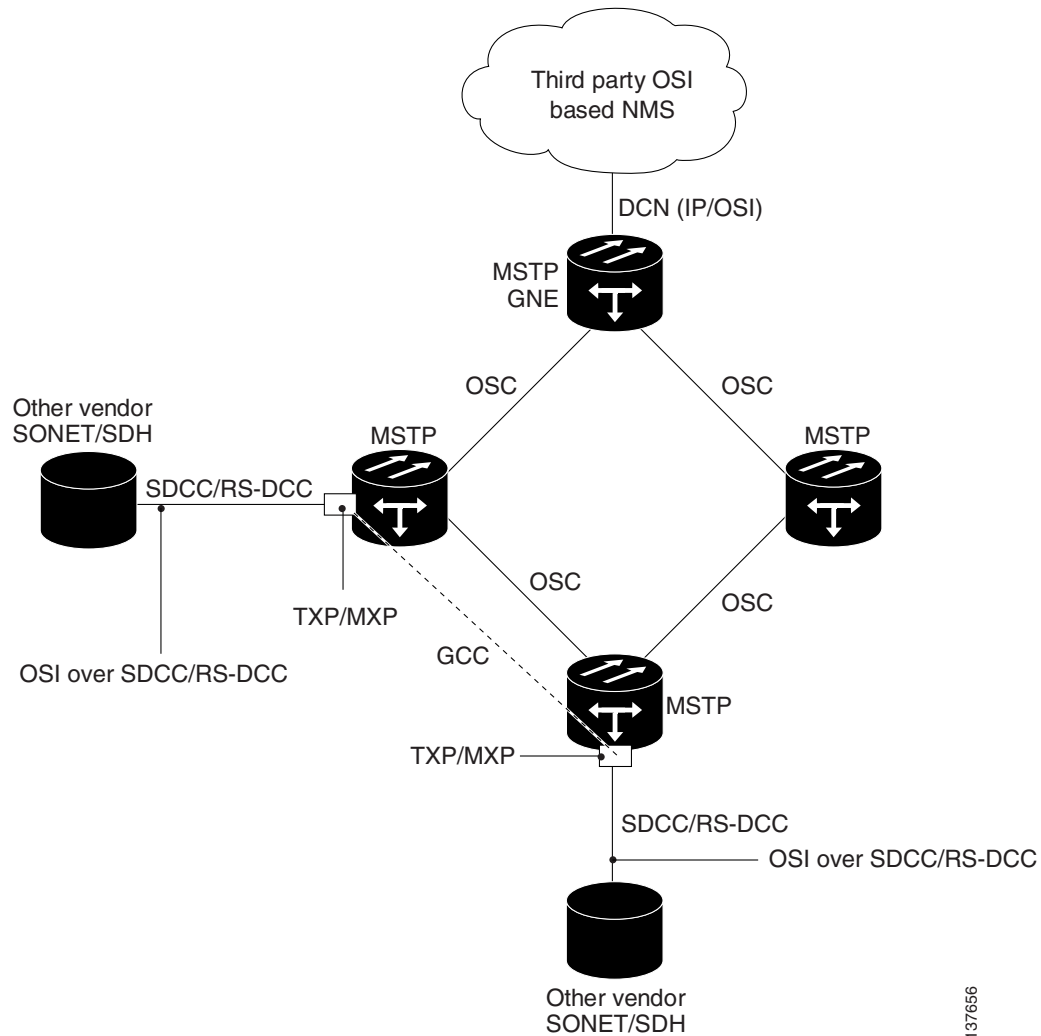 Third party OSI
based NMS
DCN (IP/OSI)
MSTP
GNE
OSC
OSC
Other vendor
SONET/SDH
MSTP
MSTP
SDCC/RS-DCC
OSC
OSC
TXP/MXP
GCC
OSI over SDCC/RS-DCC
MSTP
TXP/MXP
SDCC/RS-DCC
OSI over SDCC/RS-DCC
Other vendor
SONET/SDH
137656